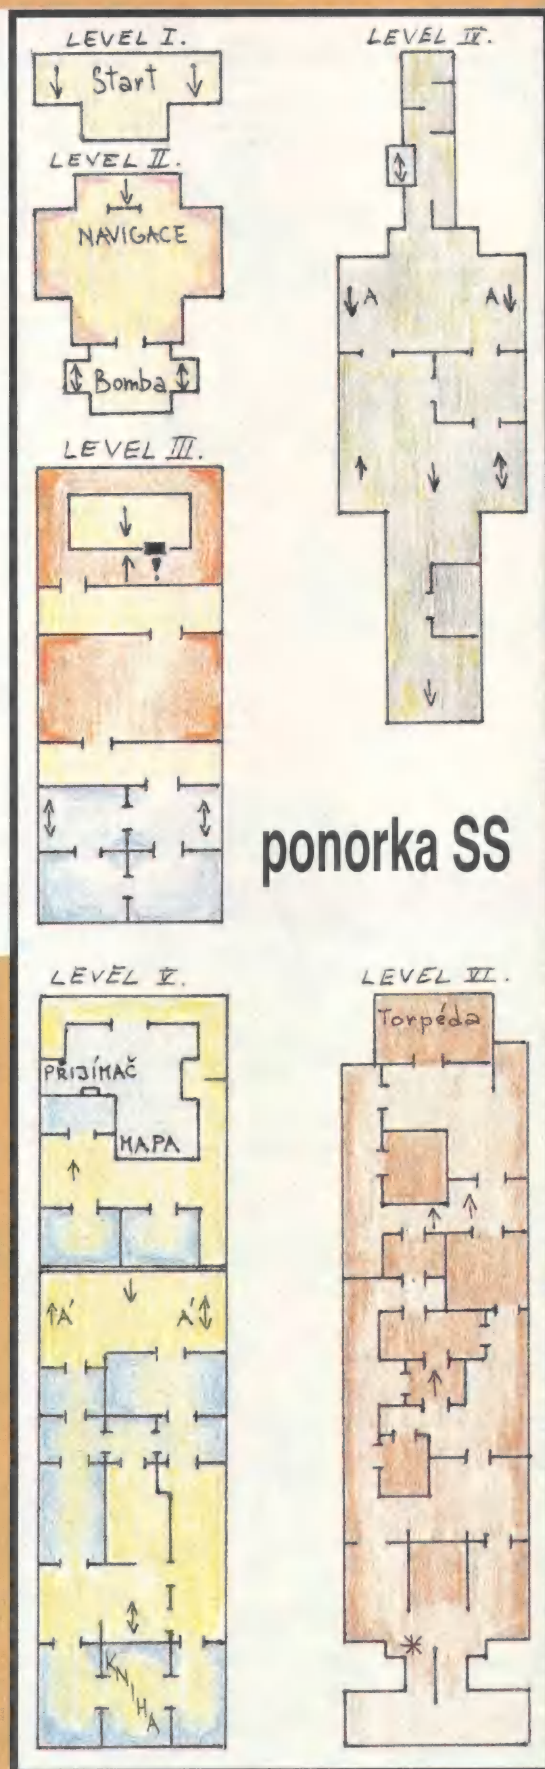 LEVEL I.
Start
LEVEL II.
NAVIGACE
Bomba
LEVEL III.
!
LEVEL IV.
A A
ponorka SS
LEVEL V.
PŘIJÍMAČ
MAPA
A' A'
KNIHA
LEVEL VI.
Torpéda